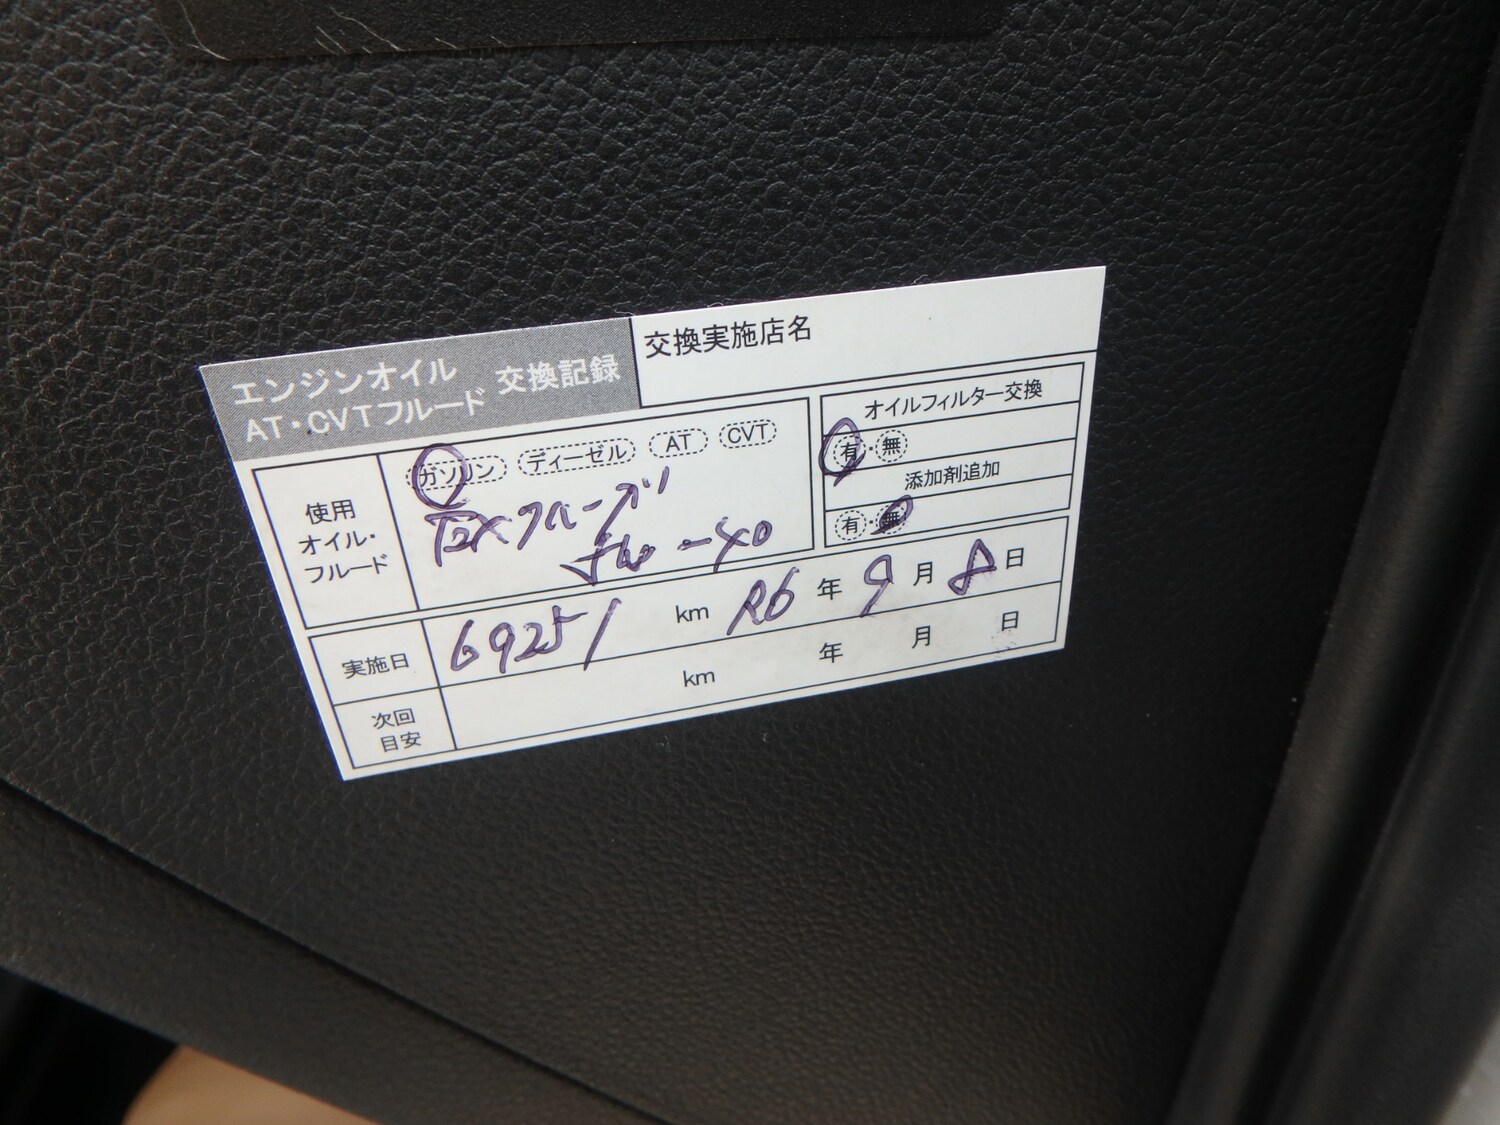 エンジンオイル
AT・CVTフルード 交換記録
交換実施店名
使用
オイル・
フルード
ガソリン ディーゼル AT CVT
5W-40
オイルフィルター交換
有・無
添加剤追加
有・無
実施日 69251 km R6 年 9 月 8 日
次回
目安 km 年 月 日